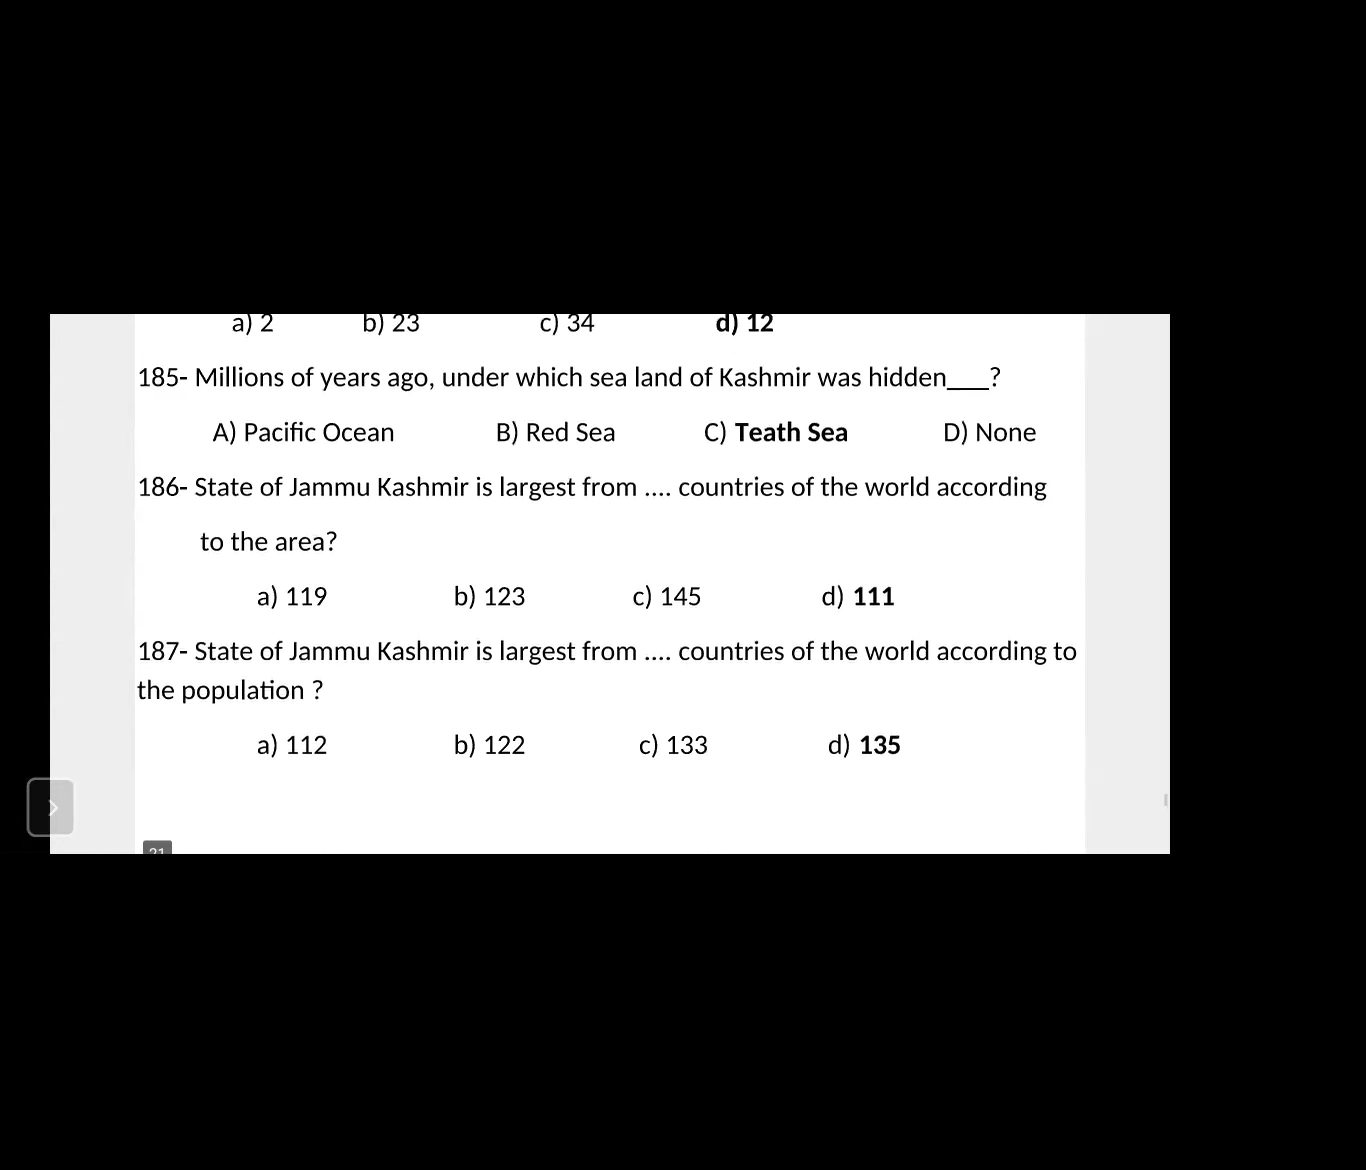 a) 2 b) 23 c) 34 d) 12
185- Millions of years ago, under which sea land of Kashmir was hidden___?
A) Pacific Ocean B) Red Sea C) Teath Sea D) None
186- State of Jammu Kashmir is largest from .... countries of the world according
to the area?
a) 119 b) 123 c) 145 d) 111
187- State of Jammu Kashmir is largest from .... countries of the world according to
the population ?
a) 112 b) 122 c) 133 d) 135
21